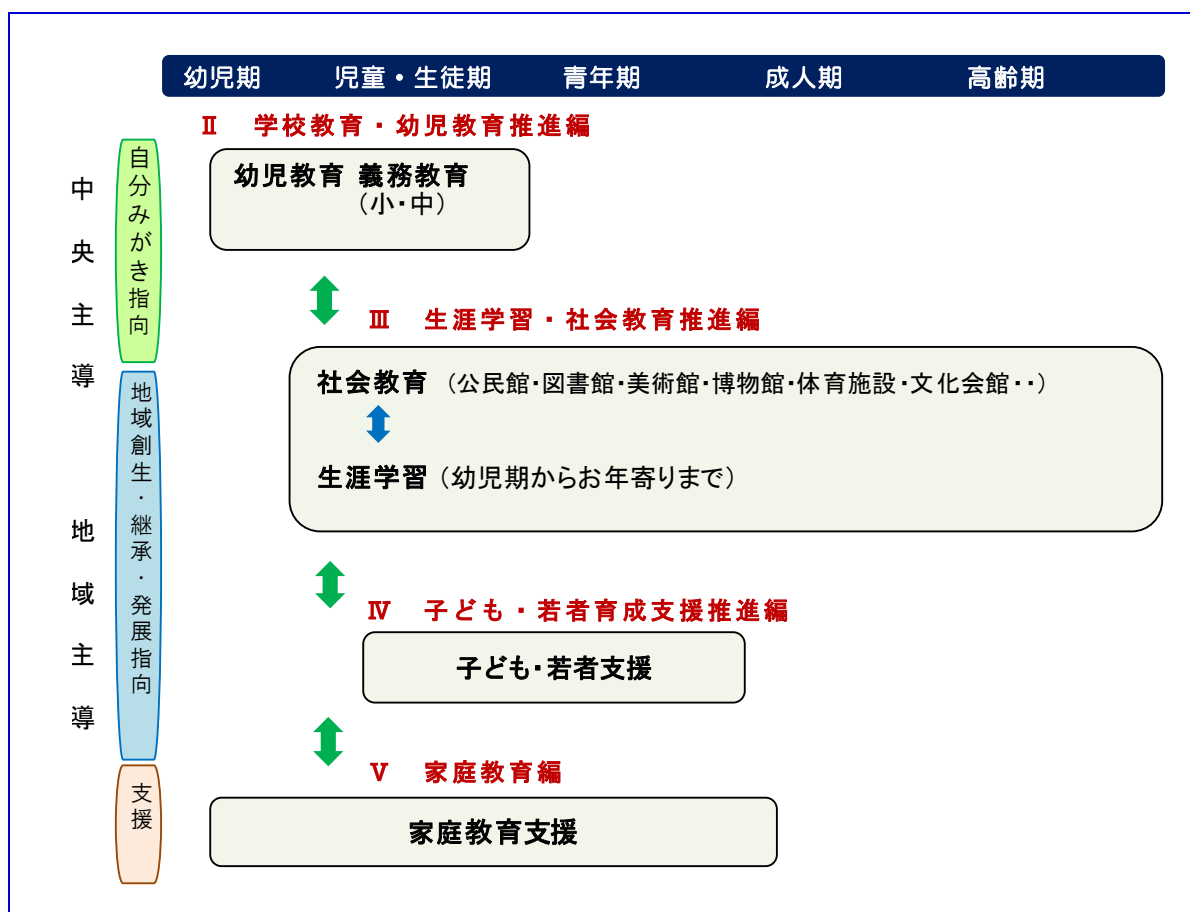 幼児期 児童・生徒期 青年期 成人期 高齢期
Ⅱ 学校教育・幼児教育推進編
中央主導
自分みがき指向
幼児教育 義務教育
（小・中）
Ⅲ 生涯学習・社会教育推進編
社会教育 （公民館・図書館・美術館・博物館・体育施設・文化会館・・）
生涯学習（幼児期からお年寄りまで）
地域主導
地域創生・継承・発展指向
Ⅳ 子ども・若者育成支援推進編
子ども・若者支援
Ⅴ 家庭教育編
支援
家庭教育支援